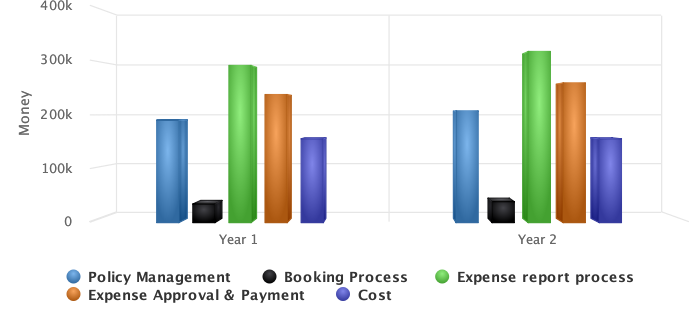 400k
300k
200k
100k
0
Money
Year 1 Year 2
Policy Management Booking Process Expense report process
Expense Approval & Payment Cost